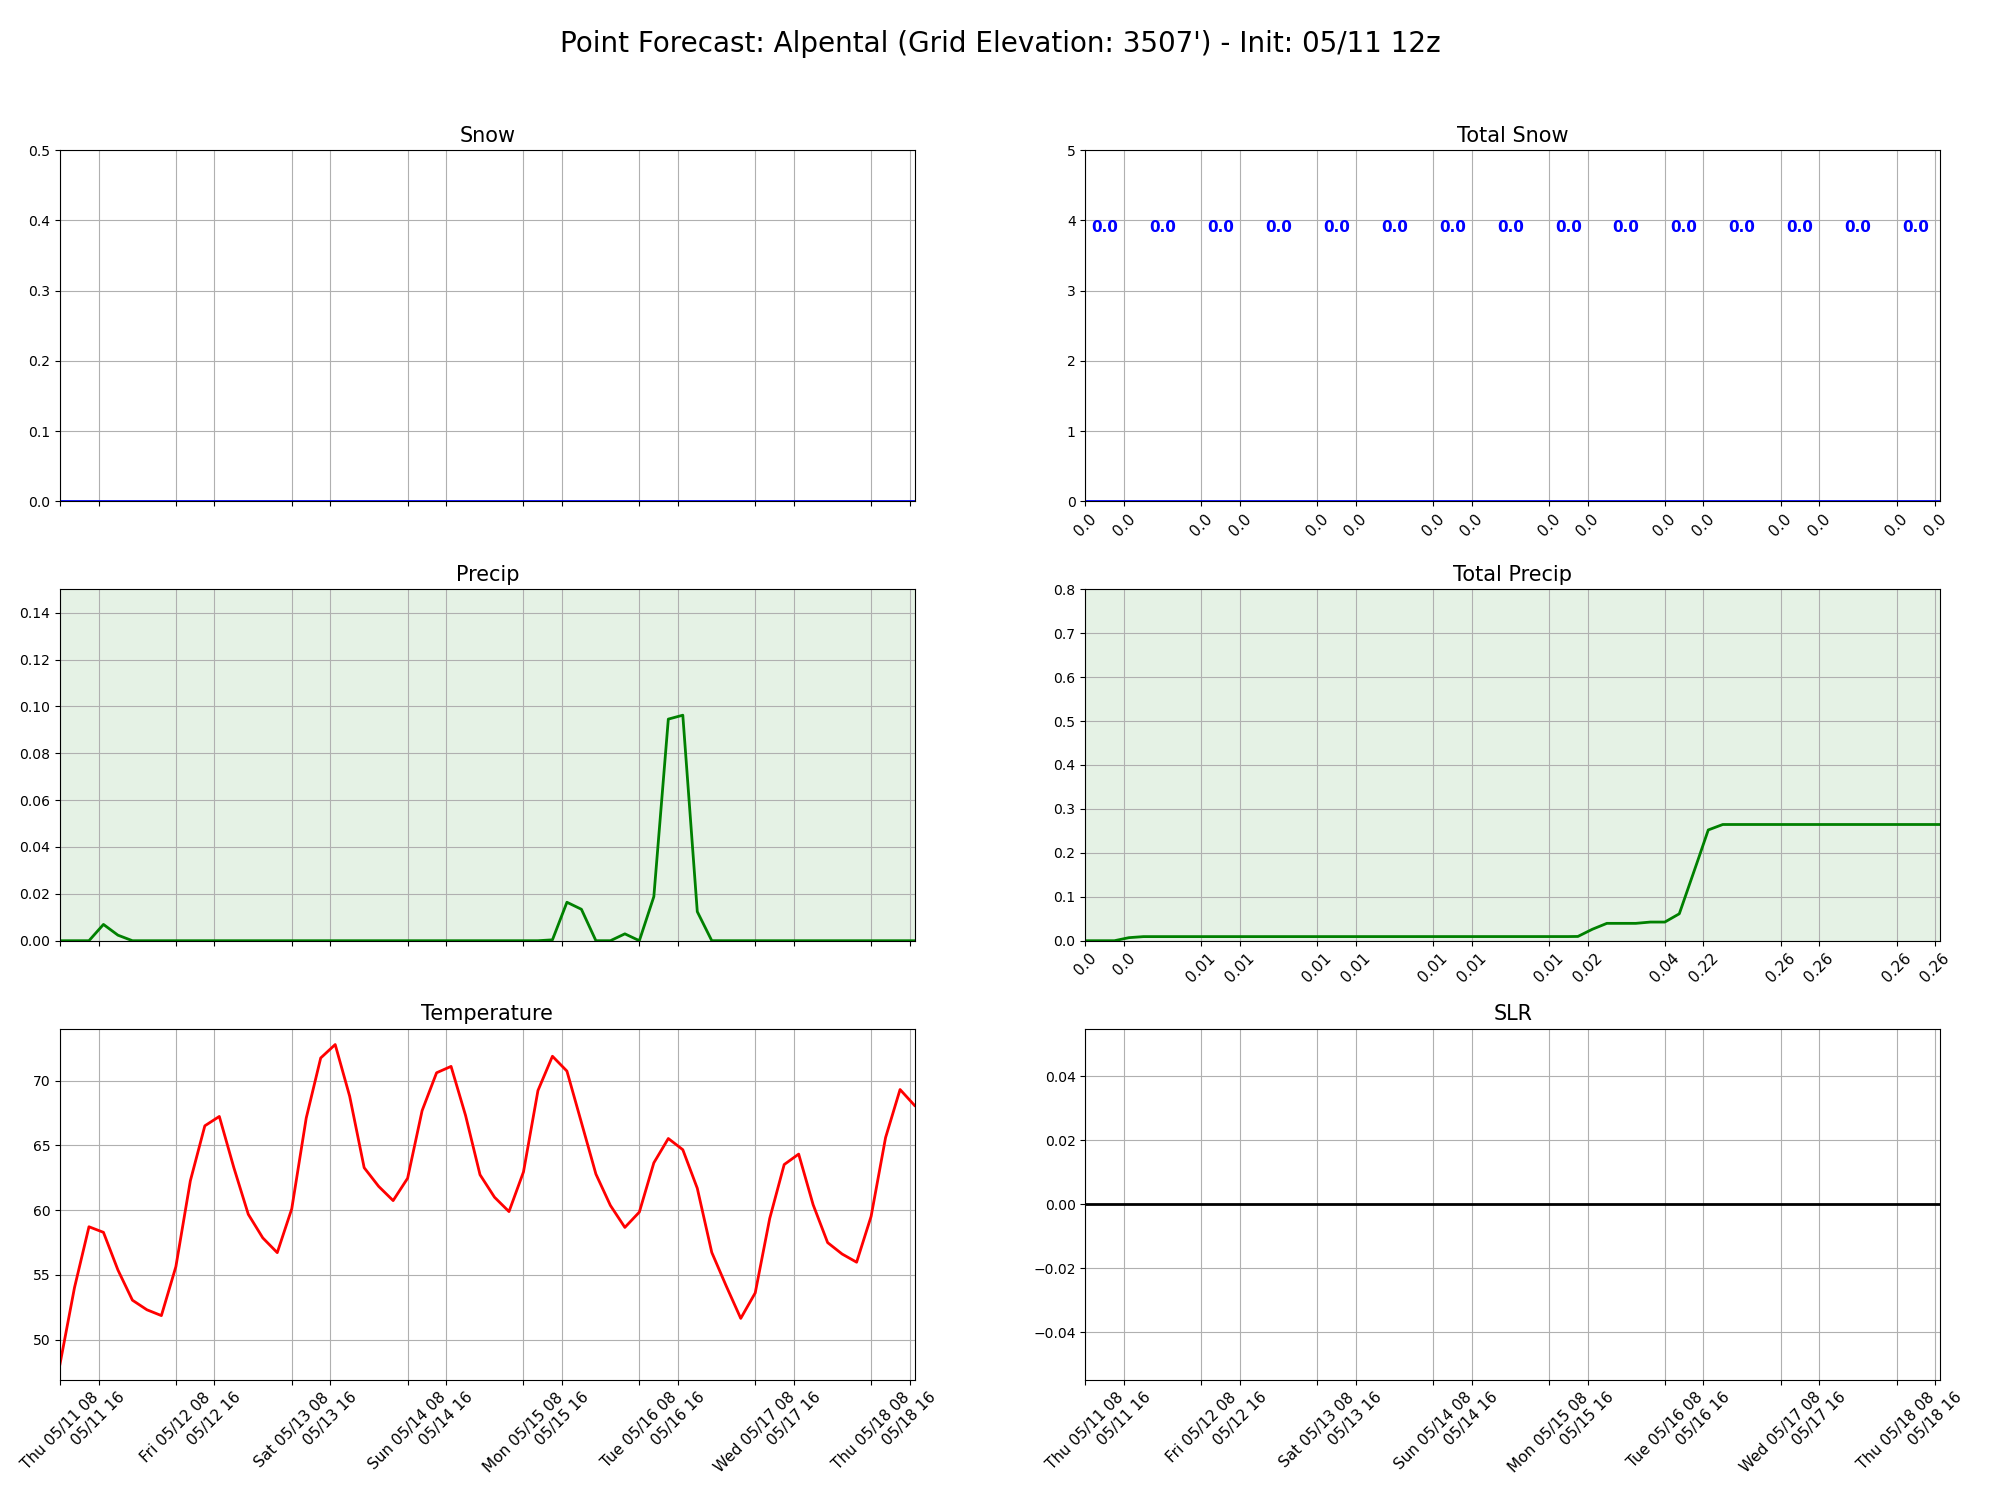 Point Forecast: Alpental (Grid Elevation: 3507') - Init: 05/11 12z
Snow
0.5
0.4
0.3
0.2
0.1
0.0
Total Snow
5
4
3
2
1
0
0.0 0.0 0.0 0.0 0.0 0.0 0.0 0.0 0.0 0.0 0.0 0.0 0.0 0.0 0.0
0.0 0.0 0.0 0.0 0.0 0.0 0.0 0.0 0.0 0.0 0.0 0.0 0.0 0.0 0.0 0.0
Precip
0.14
0.12
0.10
0.08
0.06
0.04
0.02
0.00
Total Precip
0.8
0.7
0.6
0.5
0.4
0.3
0.2
0.1
0.0
0.0 0.0 0.01 0.01 0.01 0.01 0.01 0.01 0.01 0.02 0.04 0.22 0.26 0.26 0.26 0.26
Temperature
70
65
60
55
50
Thu 05/11 08
05/11 16
Fri 05/12 08
05/12 16
Sat 05/13 08
05/13 16
Sun 05/14 08
05/14 16
Mon 05/15 08
05/15 16
Tue 05/16 08
05/16 16
Wed 05/17 08
05/17 16
Thu 05/18 08
05/18 16
SLR
0.04
0.02
0.00
−0.02
−0.04
Thu 05/11 08
05/11 16
Fri 05/12 08
05/12 16
Sat 05/13 08
05/13 16
Sun 05/14 08
05/14 16
Mon 05/15 08
05/15 16
Tue 05/16 08
05/16 16
Wed 05/17 08
05/17 16
Thu 05/18 08
05/18 16